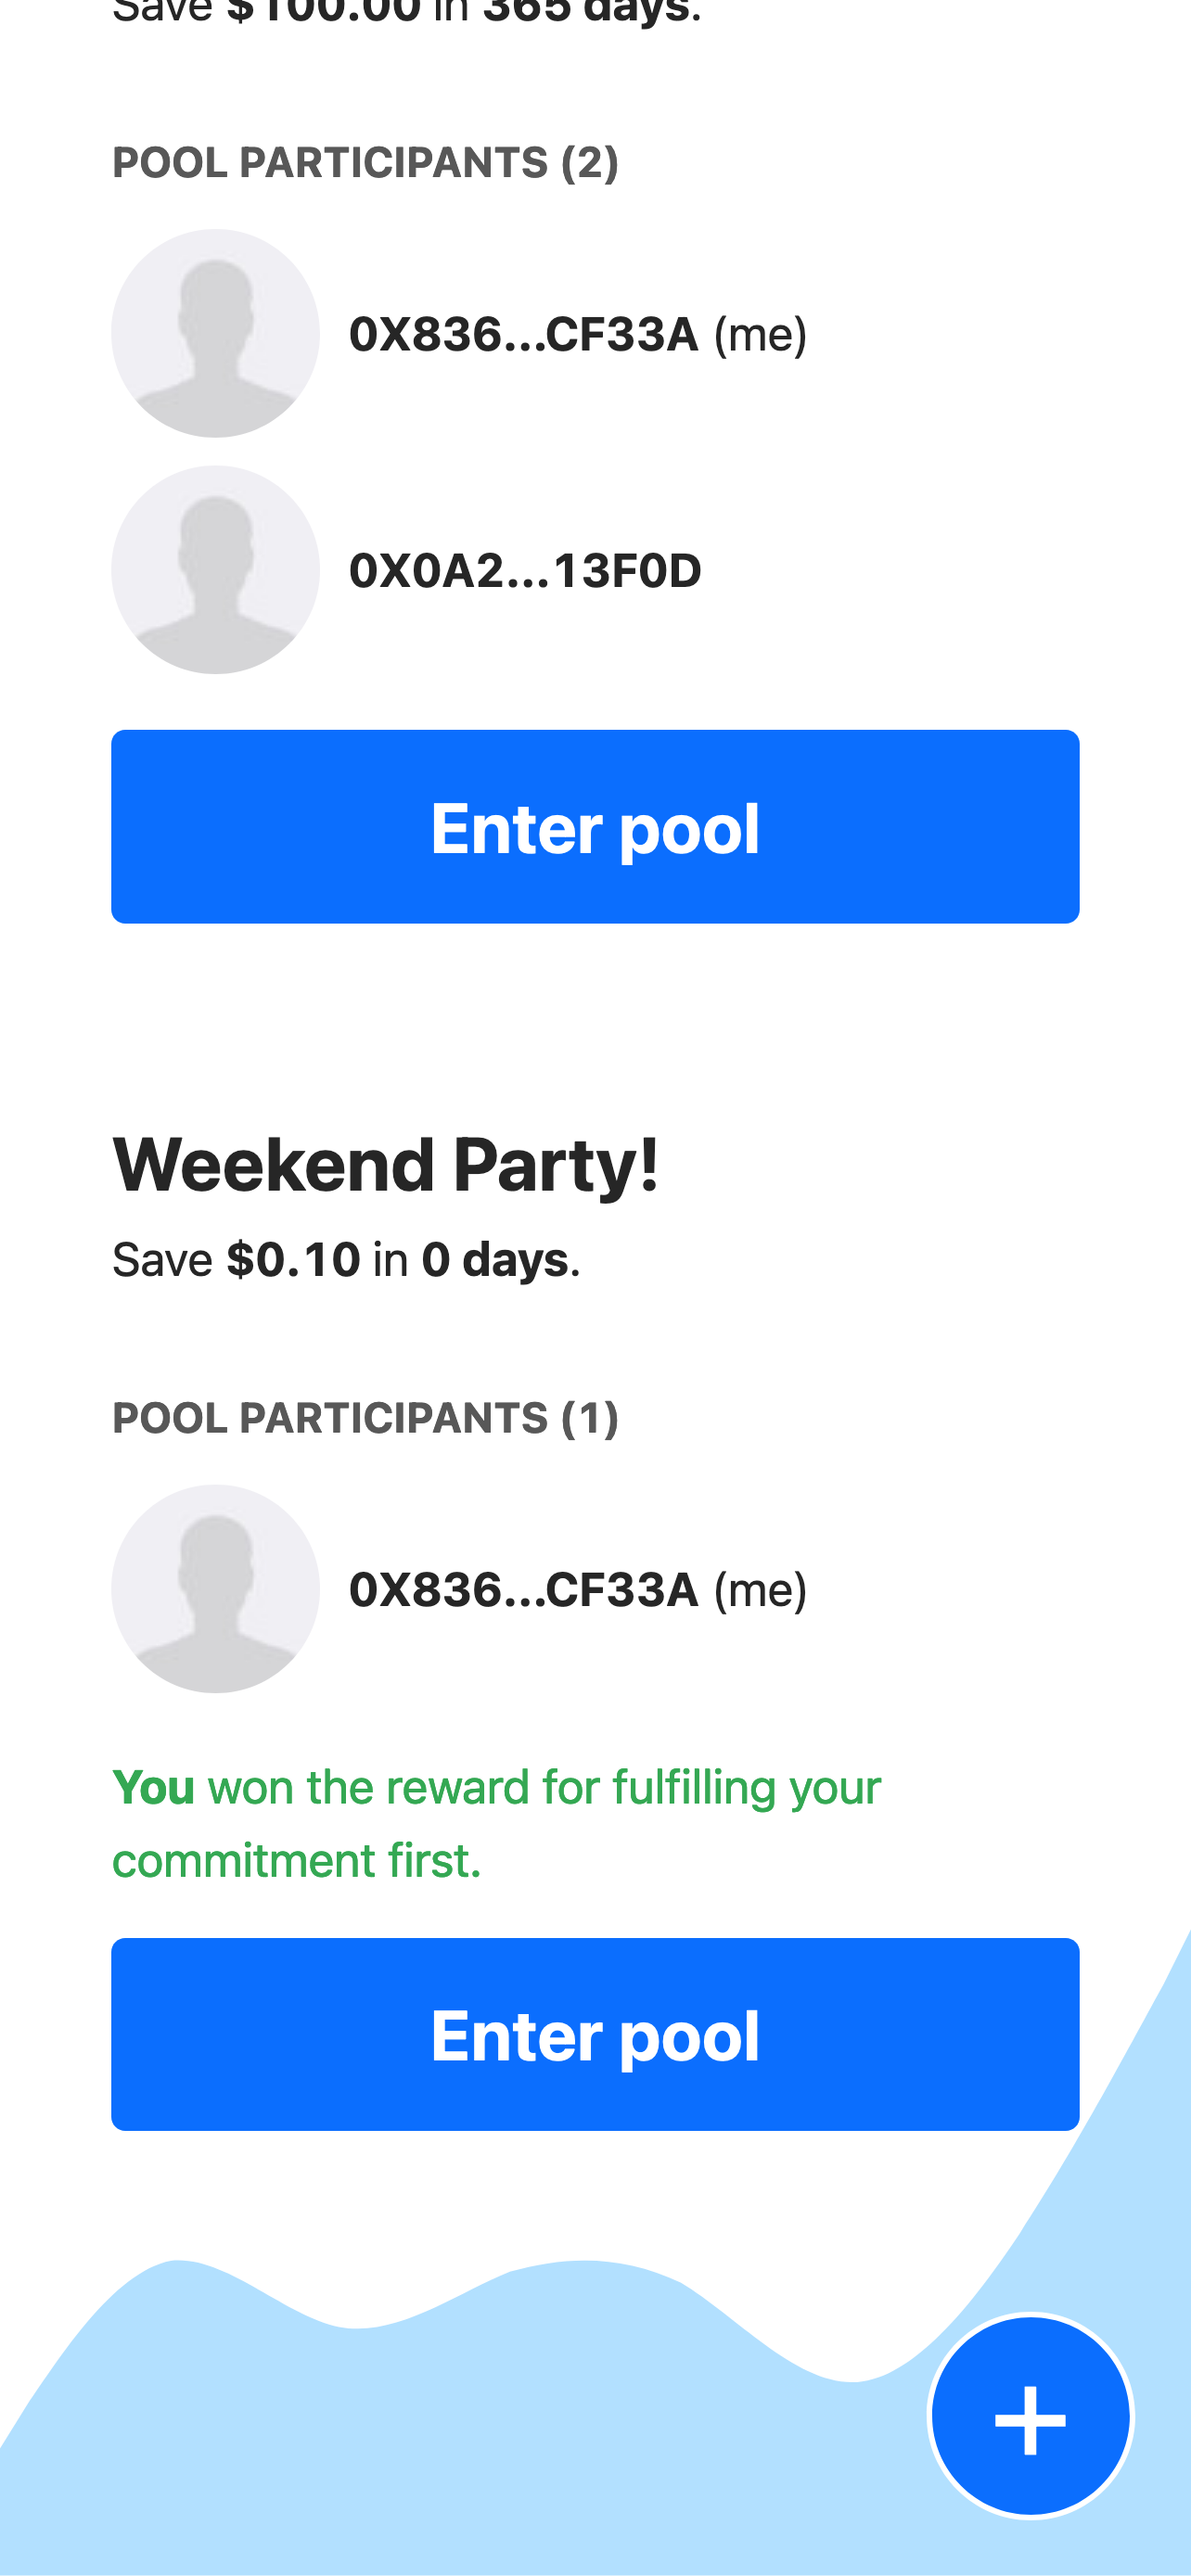 Save $100.00 in 365 days.
POOL PARTICIPANTS (2)
0X836...CF33A (me)
0X0A2...13F0D
Enter pool
Weekend Party!
Save $0.10 in 0 days.
POOL PARTICIPANTS (1)
0X836...CF33A (me)
You won the reward for fulfilling your
commitment first.
Enter pool
+